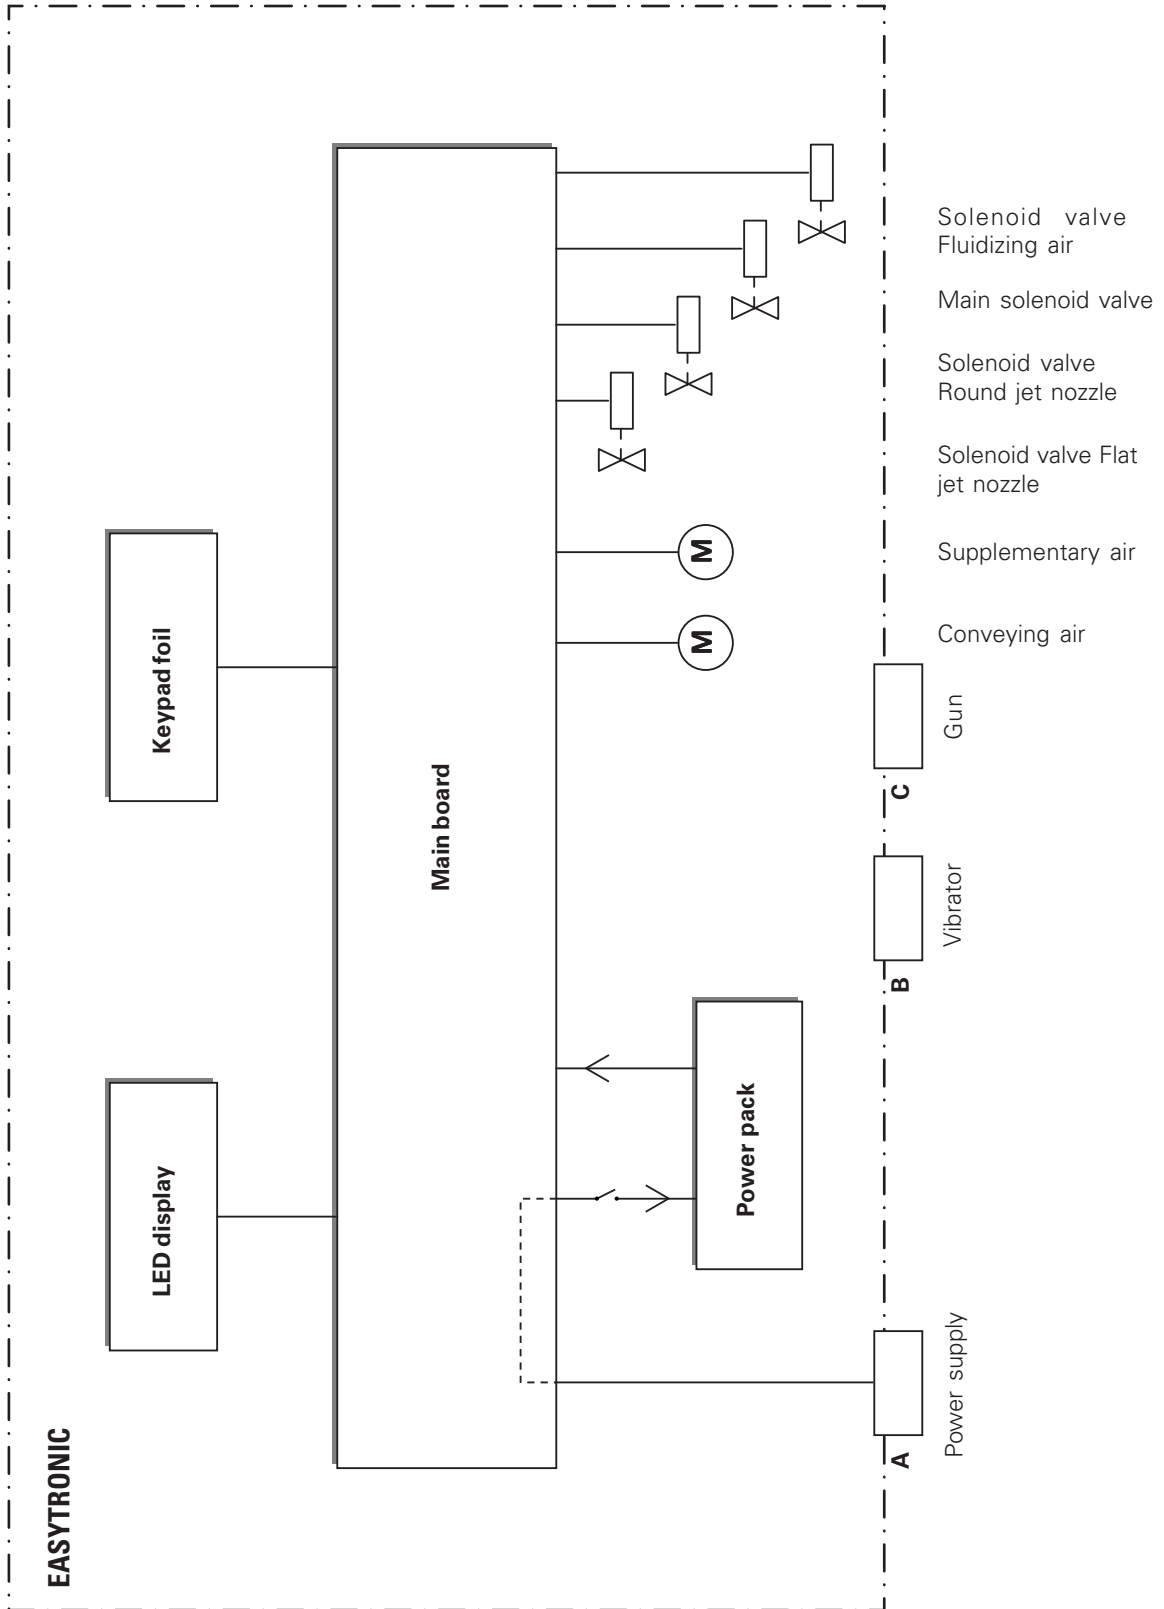 EASYTRONIC
LED display
Keypad foil
Main board
Power pack
M
M
Solenoid valve
Fluidizing air
Main solenoid valve
Solenoid valve
Round jet nozzle
Solenoid valve Flat
jet nozzle
Supplementary air
Conveying air
A
Power supply
B
Vibrator
C
Gun